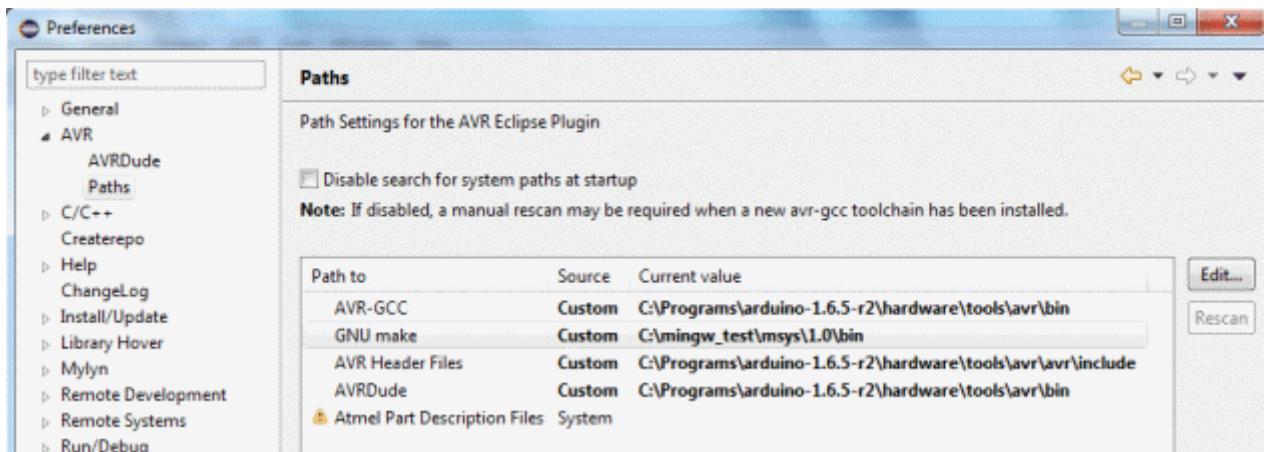 Preferences
type filter text
General
AVR
AVRDude
Paths
C/C++
Createrepo
Help
ChangeLog
Install/Update
Library Hover
Mylyn
Remote Development
Remote Systems
Run/Debug
Paths
Path Settings for the AVR Eclipse Plugin
Disable search for system paths at startup
Note: If disabled, a manual rescan may be required when a new avr-gcc toolchain has been installed.
Path to Source Current value
AVR-GCC Custom C:\Programs\arduino-1.6.5-r2\hardware\tools\avr\bin
GNU make Custom C:\mingw_test\msys\1.0\bin
AVR Header Files Custom C:\Programs\arduino-1.6.5-r2\hardware\tools\avr\avr\include
AVRDude Custom C:\Programs\arduino-1.6.5-r2\hardware\tools\avr\bin
Atmel Part Description Files System
Edit...
Rescan